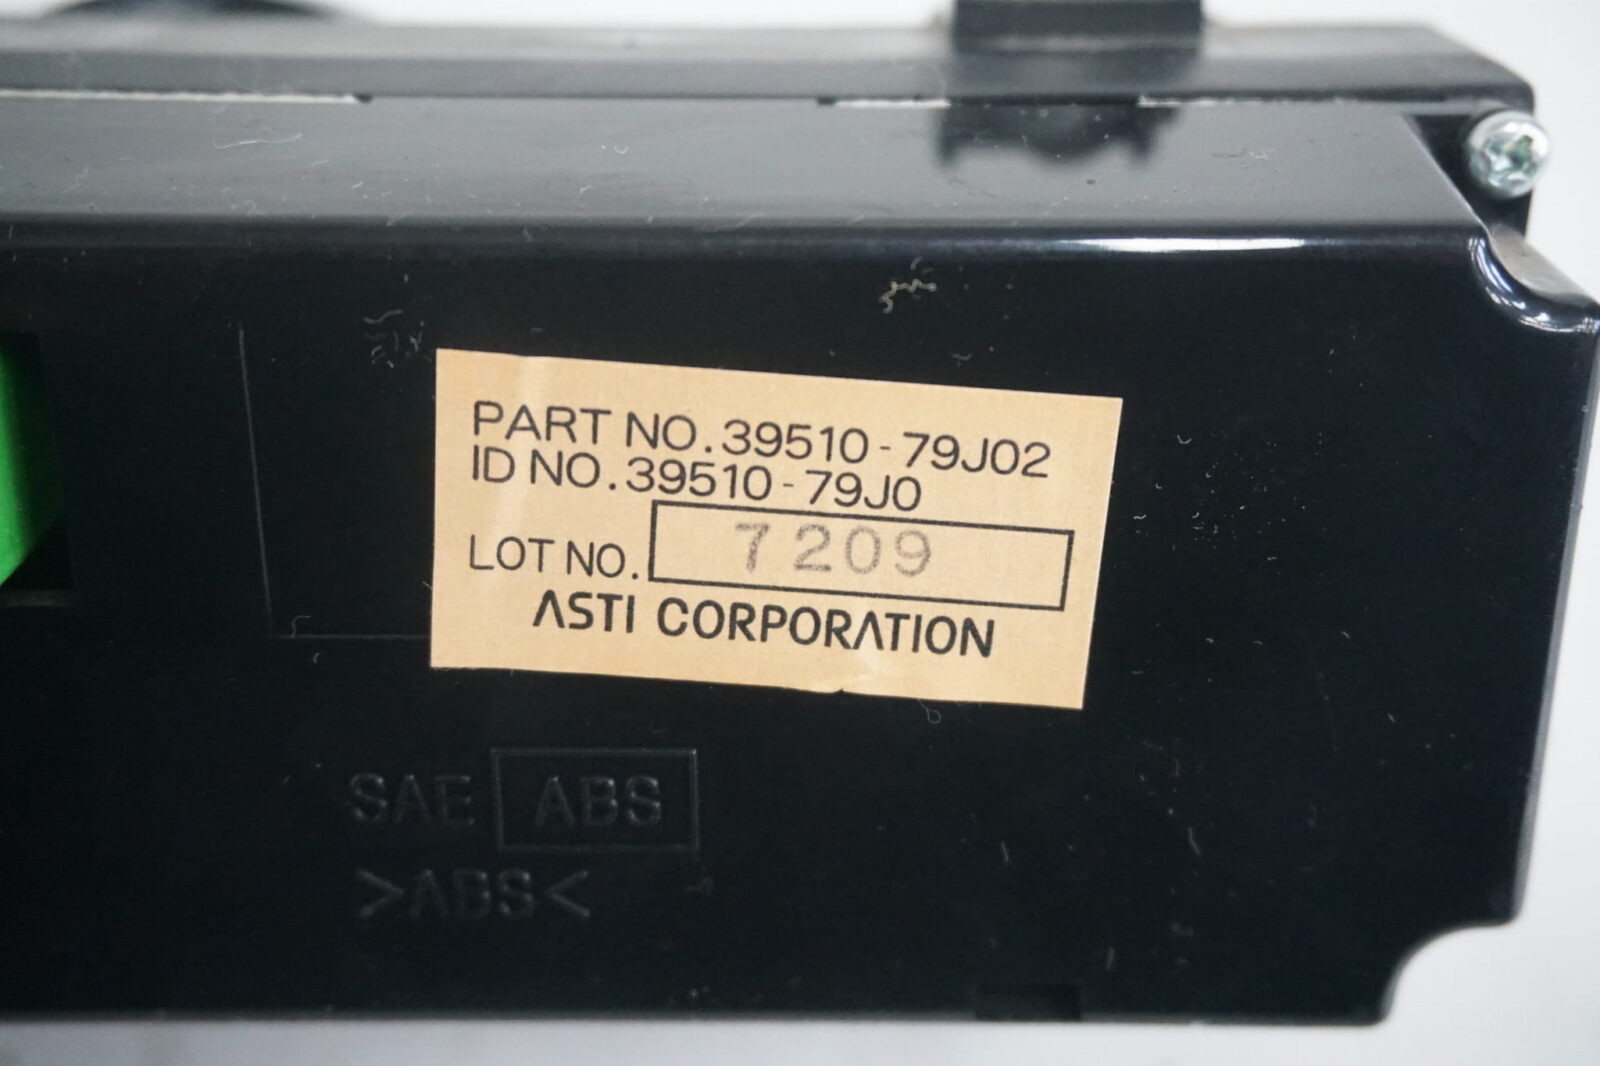 PART NO. 39510-79J02
ID NO. 39510-79J0
LOT NO. 7209
ASTI CORPORATION
SAE ABS
>ABS<